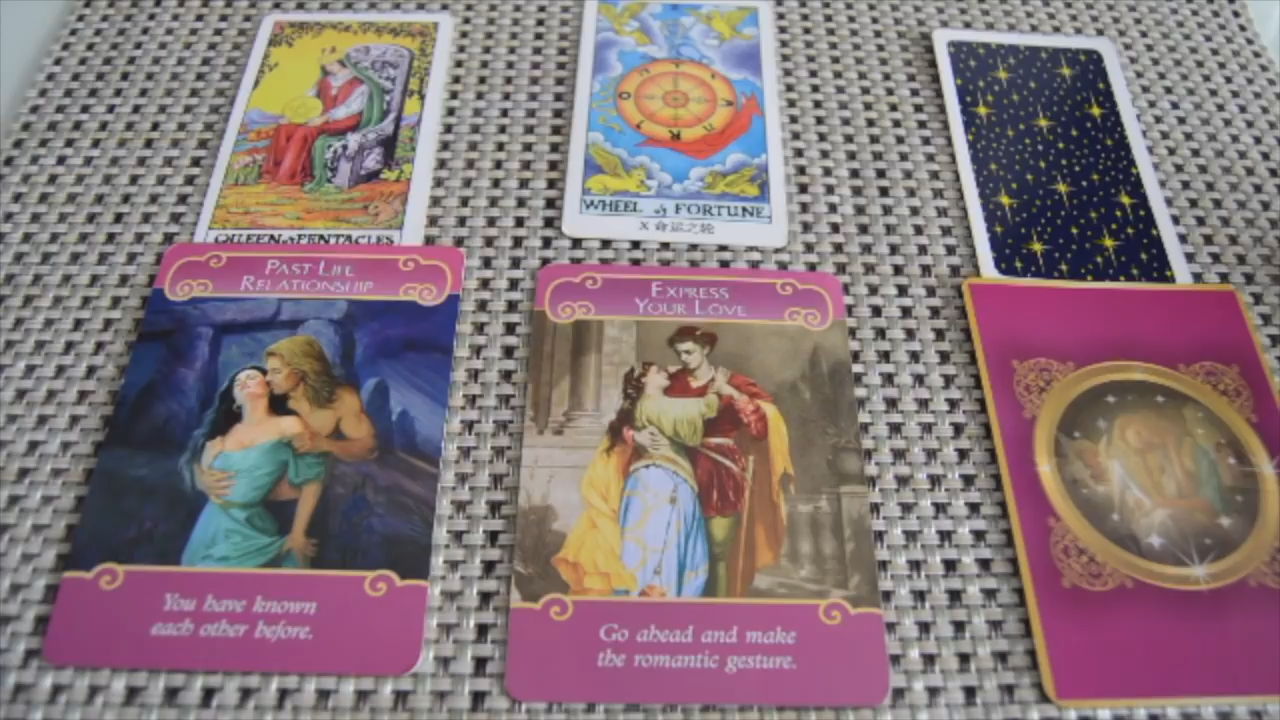 QUEEN of PENTACLES
WHEEL of FORTUNE.
X 命运之轮
PAST-LIFE
RELATIONSHIP
EXPRESS
YOUR LOVE
You have known
each other before.
Go ahead and make
the romantic gesture.